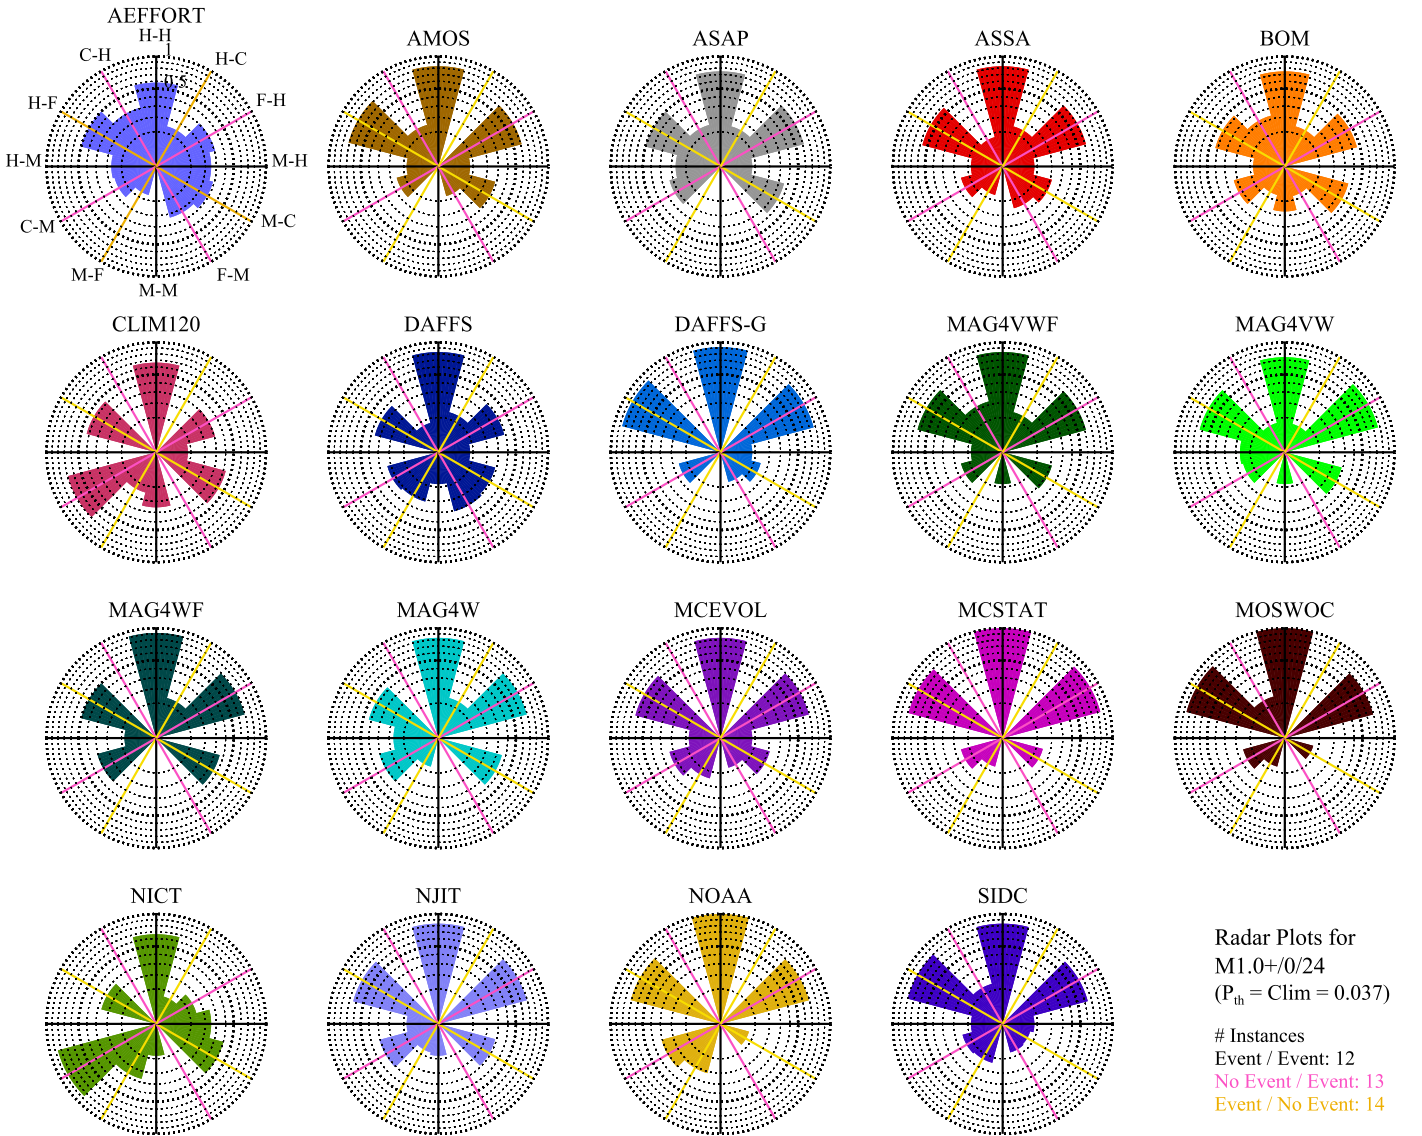 AEFFORT
H-H
1
0.5
C-H
H-C
H-F
F-H
H-M
M-H
C-M
M-C
M-F
F-M
M-M
AMOS
ASAP
ASSA
BOM
CLIM120
DAFFS
DAFFS-G
MAG4VWF
MAG4VW
MAG4WF
MAG4W
MCEVOL
MCSTAT
MOSWOC
NICT
NJIT
NOAA
SIDC
Radar Plots for
M1.0+/0/24
(Pth = Clim = 0.037)
# Instances
Event / Event: 12
No Event / Event: 13
Event / No Event: 14